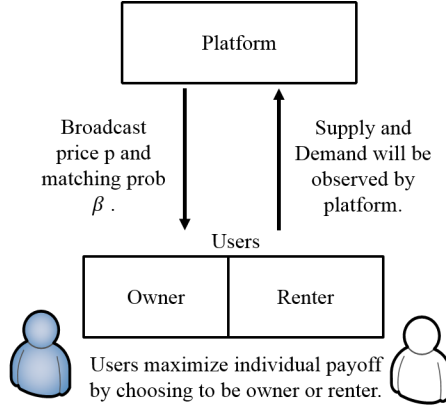 Platform
Broadcast
price p and
matching prob
β .
Supply and
Demand will be
observed by
platform.
Users
Owner
Renter
Users maximize individual payoff
by choosing to be owner or renter.